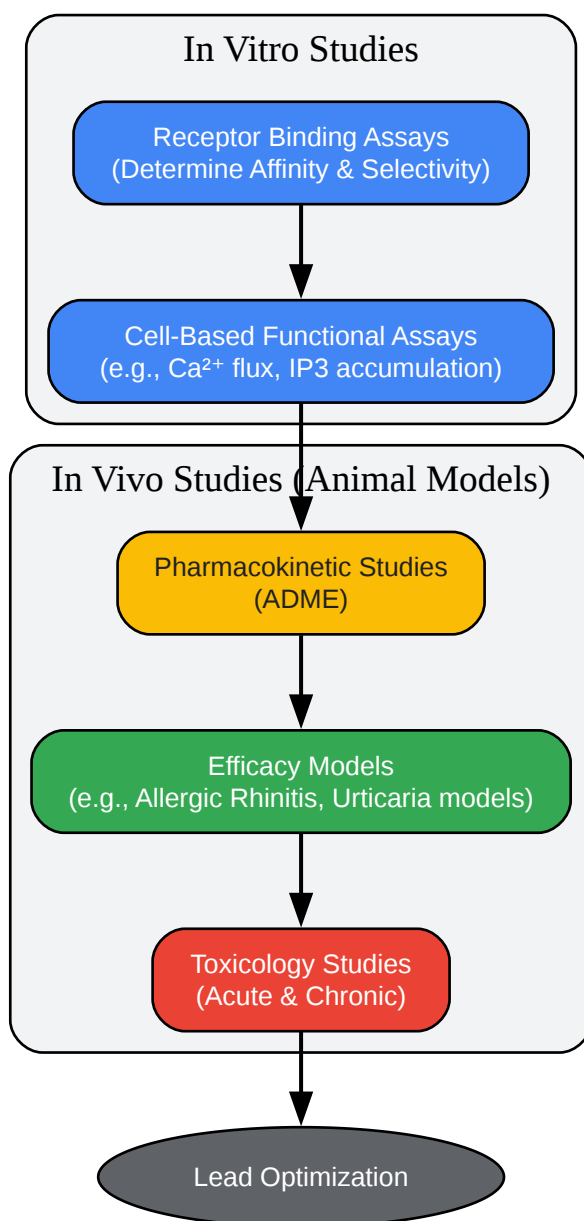 In Vitro Studies
Receptor Binding Assays
(Determine Affinity & Selectivity)
Cell-Based Functional Assays
(e.g., Ca²⁺ flux, IP3 accumulation)
In Vivo Studies (Animal Models)
Pharmacokinetic Studies
(ADME)
Efficacy Models
(e.g., Allergic Rhinitis, Urticaria models)
Toxicology Studies
(Acute & Chronic)
Lead Optimization